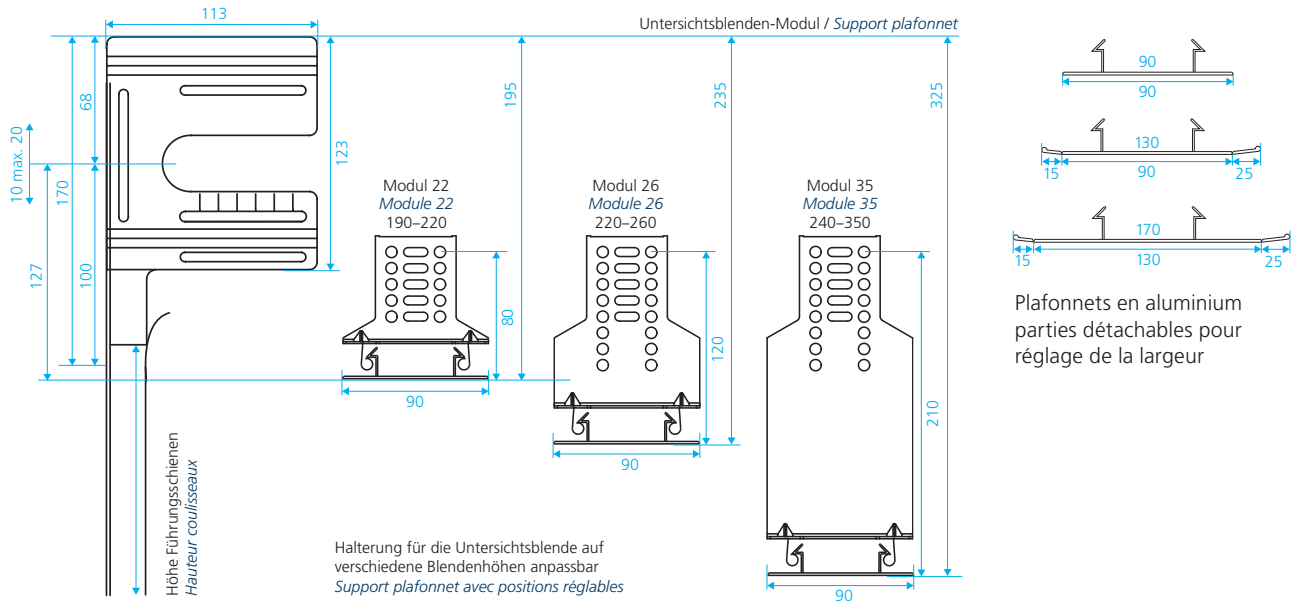 113
Untersichtsblenden-Modul / Support plafonnet
68
10 max. 20
170
127
100
123
195
235
325
Modul 22
Module 22
190–220
80
90
Modul 26
Module 26
220–260
120
90
Modul 35
Module 35
240–350
210
90
Höhe Führungsschienen
Hauteur coulisseaux
Halterung für die Untersichtsblende auf
verschiedene Blendenhöhen anpassbar
Support plafonnet avec positions réglables
90
90
130
15
90
25
170
15
130
25
Plafonnets en aluminium
parties détachables pour
réglage de la largeur